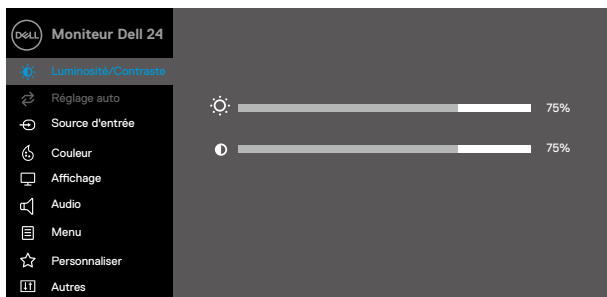 DELL Moniteur Dell 24
Luminosité/Contraste
Réglage auto
75%
Source d'entrée
Couleur
75%
Affichage
Audio
Menu
Personnaliser
Autres